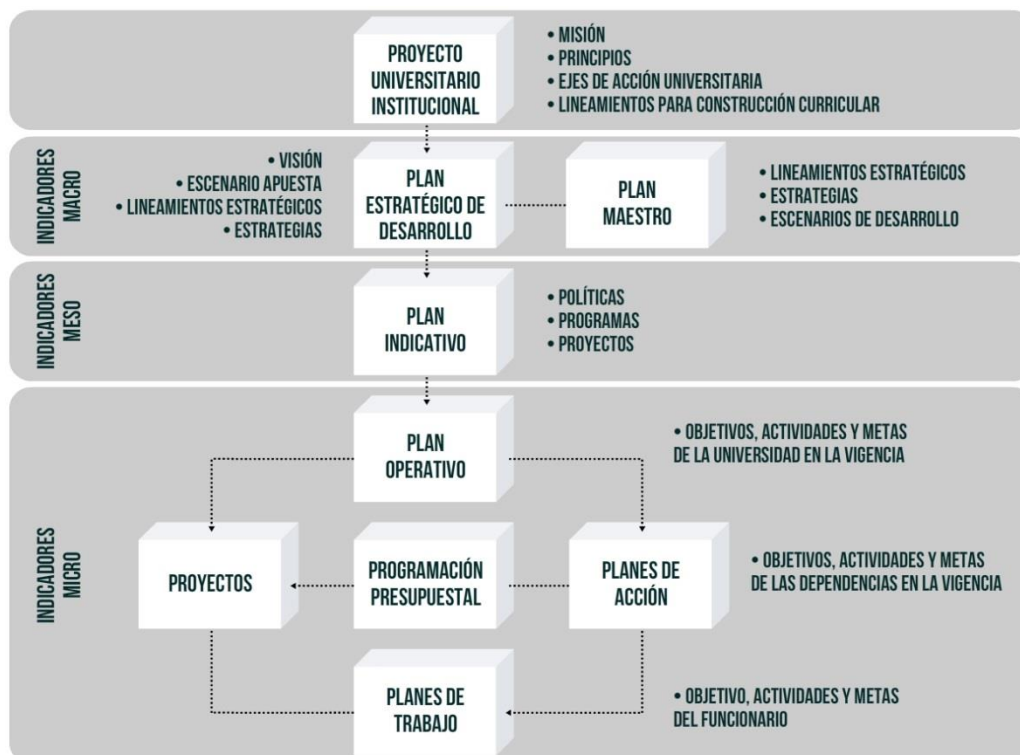 PROYECTO
UNIVERSITARIO
INSTITUCIONAL
• MISIÓN
• PRINCIPIOS
• EJES DE ACCIÓN UNIVERSITARIA
• LINEAMIENTOS PARA CONSTRUCCIÓN CURRICULAR
INDICADORES
MACRO
• VISIÓN
• ESCENARIO APUESTA
• LINEAMIENTOS ESTRATÉGICOS
• ESTRATEGIAS
PLAN
ESTRATÉGICO DE
DESARROLLO
PLAN
MAESTRO
• LINEAMIENTOS ESTRATÉGICOS
• ESTRATEGIAS
• ESCENARIOS DE DESARROLLO
INDICADORES
MESO
PLAN
INDICATIVO
• POLÍTICAS
• PROGRAMAS
• PROYECTOS
INDICADORES
MICRO
PLAN
OPERATIVO
• OBJETIVOS, ACTIVIDADES Y METAS
DE LA UNIVERSIDAD EN LA VIGENCIA
PROYECTOS
PROGRAMACIÓN
PRESUPUESTAL
PLANES DE
ACCIÓN
• OBJETIVOS, ACTIVIDADES Y METAS
DE LAS DEPENDENCIAS EN LA VIGENCIA
PLANES DE
TRABAJO
• OBJETIVO, ACTIVIDADES Y METAS
DEL FUNCIONARIO